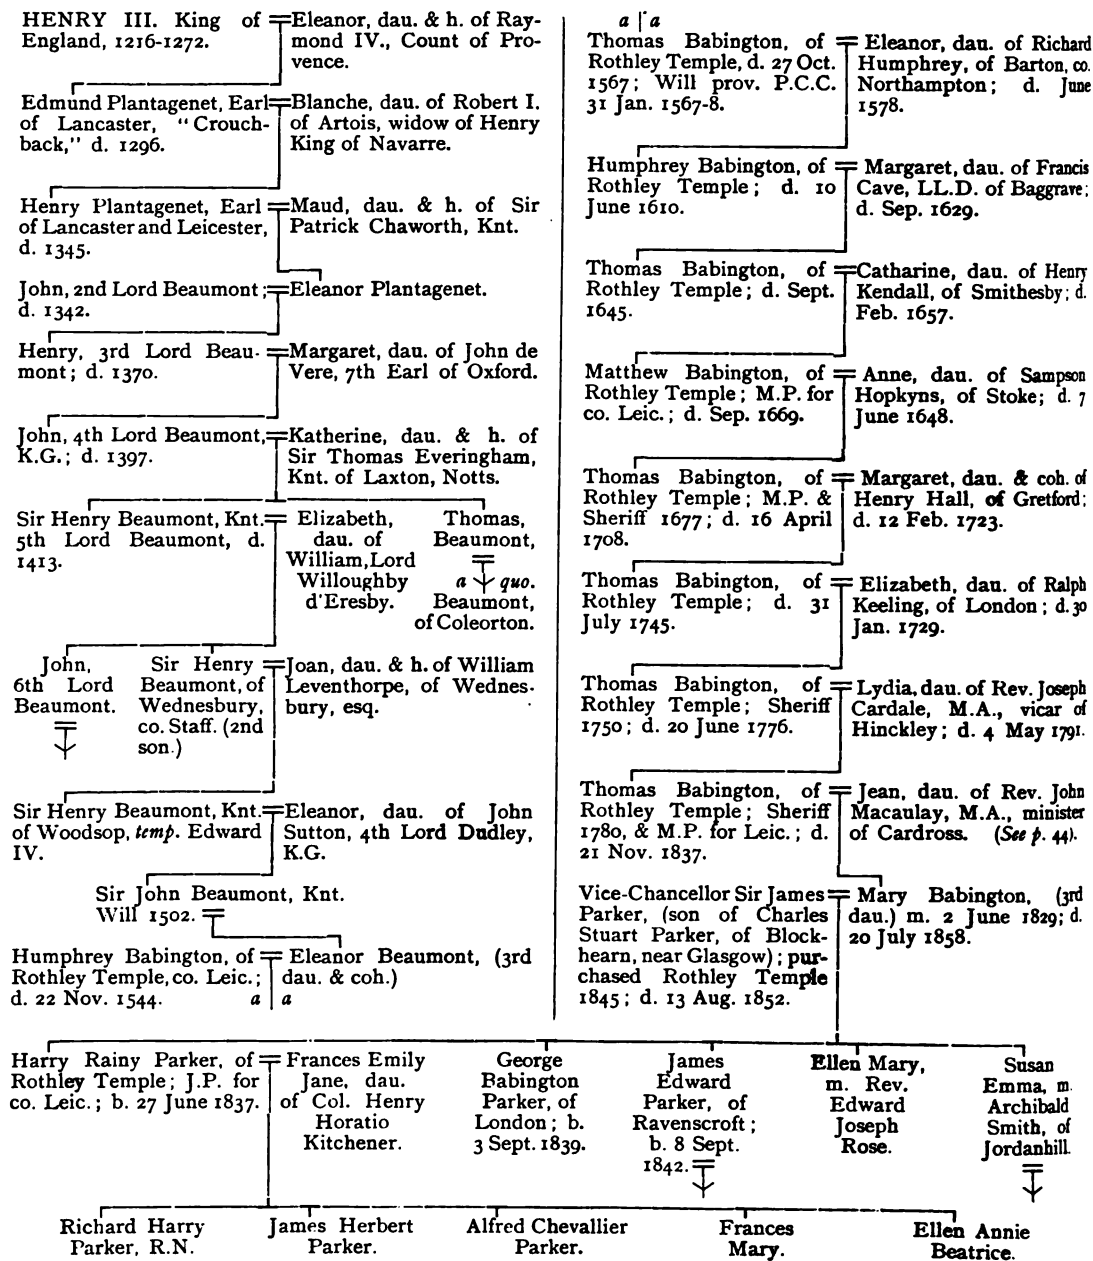 HENRY III. King of = Eleanor, dau. & h. of Ray-
England, 1216-1272. mond IV., Count of Pro-
vence.
Edmund Plantagenet, Earl = Blanche, dau. of Robert I.
of Lancaster, "Crouch- of Artois, widow of Henry
back," d. 1296. King of Navarre.
Henry Plantagenet, Earl = Maud, dau. & h. of Sir
of Lancaster and Leicester, Patrick Chaworth, Knt.
d. 1345.
John, 2nd Lord Beaumont; = Eleanor Plantagenet.
d. 1342.
Henry, 3rd Lord Beau- = Margaret, dau. of John de
mont; d. 1370. Vere, 7th Earl of Oxford.
John, 4th Lord Beaumont, = Katherine, dau. & h. of
K.G.; d. 1397. Sir Thomas Everingham,
Knt. of Laxton, Notts.
Sir Henry Beaumont, Knt. = Elizabeth, Thomas,
5th Lord Beaumont, d. dau. of Beaumont,
1413. William, Lord =
Willoughby a quo.
d'Eresby. Beaumont,
of Coleorton.
John, Sir Henry = Joan, dau. & h. of William
6th Lord Beaumont, of Leventhorpe, of Wednes-
Beaumont. Wednesbury, bury, esq.
= co. Staff. (2nd
son.)
Sir Henry Beaumont, Knt. = Eleanor, dau. of John
of Woodsop, temp. Edward Sutton, 4th Lord Dudley,
IV. K.G.
Sir John Beaumont, Knt.
Will 1502. =
Humphrey Babington, of = Eleanor Beaumont, (3rd
Rothley Temple, co. Leic.; dau. & coh.)
d. 22 Nov. 1544. a | a
a | a
Thomas Babington, of = Eleanor, dau. of Richard
Rothley Temple, d. 27 Oct. Humphrey, of Barton, co.
1567; Will prov. P.C.C. Northampton; d. June
31 Jan. 1567-8. 1578.
Humphrey Babington, of = Margaret, dau. of Francis
Rothley Temple; d. 10 Cave, LL.D. of Baggrave;
June 1610. d. Sep. 1629.
Thomas Babington, of = Catharine, dau. of Henry
Rothley Temple; d. Sept. Kendall, of Smithesby; d.
1645. Feb. 1657.
Matthew Babington, of = Anne, dau. of Sampson
Rothley Temple; M.P. for Hopkyns, of Stoke; d. 7
co. Leic.; d. Sep. 1669. June 1648.
Thomas Babington, of = Margaret, dau. & coh. of
Rothley Temple; M.P. & Henry Hall, of Gretford;
Sheriff 1677; d. 16 April d. 12 Feb. 1723.
1708.
Thomas Babington, of = Elizabeth, dau. of Ralph
Rothley Temple; d. 31 Keeling, of London; d. 30
July 1745. Jan. 1729.
Thomas Babington, of = Lydia, dau. of Rev. Joseph
Rothley Temple; Sheriff Cardale, M.A., vicar of
1750; d. 20 June 1776. Hinckley; d. 4 May 1791.
Thomas Babington, of = Jean, dau. of Rev. John
Rothley Temple; Sheriff Macaulay, M.A., minister
1780, & M.P. for Leic.; d. of Cardross. (See p. 44).
21 Nov. 1837.
Vice-Chancellor Sir James = Mary Babington, (3rd
Parker, (son of Charles dau.) m. 2 June 1829; d.
Stuart Parker, of Block- 20 July 1858.
hearn, near Glasgow); pur-
chased Rothley Temple
1845; d. 13 Aug. 1852.
Harry Rainy Parker, of = Frances Emily George James Ellen Mary, Susan
Rothley Temple; J.P. for Jane, dau. Babington Edward m. Rev. Emma, m.
co. Leic.; b. 27 June 1837. of Col. Henry Parker, of Parker, of Edward Archibald
Horatio London; b. Ravenscroft; Joseph Smith, of
Kitchener. 3 Sept. 1839. b. 8 Sept. Rose. Jordanhill.
1842. = =
Richard Harry James Herbert Alfred Chevallier Frances Ellen Annie
Parker, R.N. Parker. Parker. Mary. Beatrice.